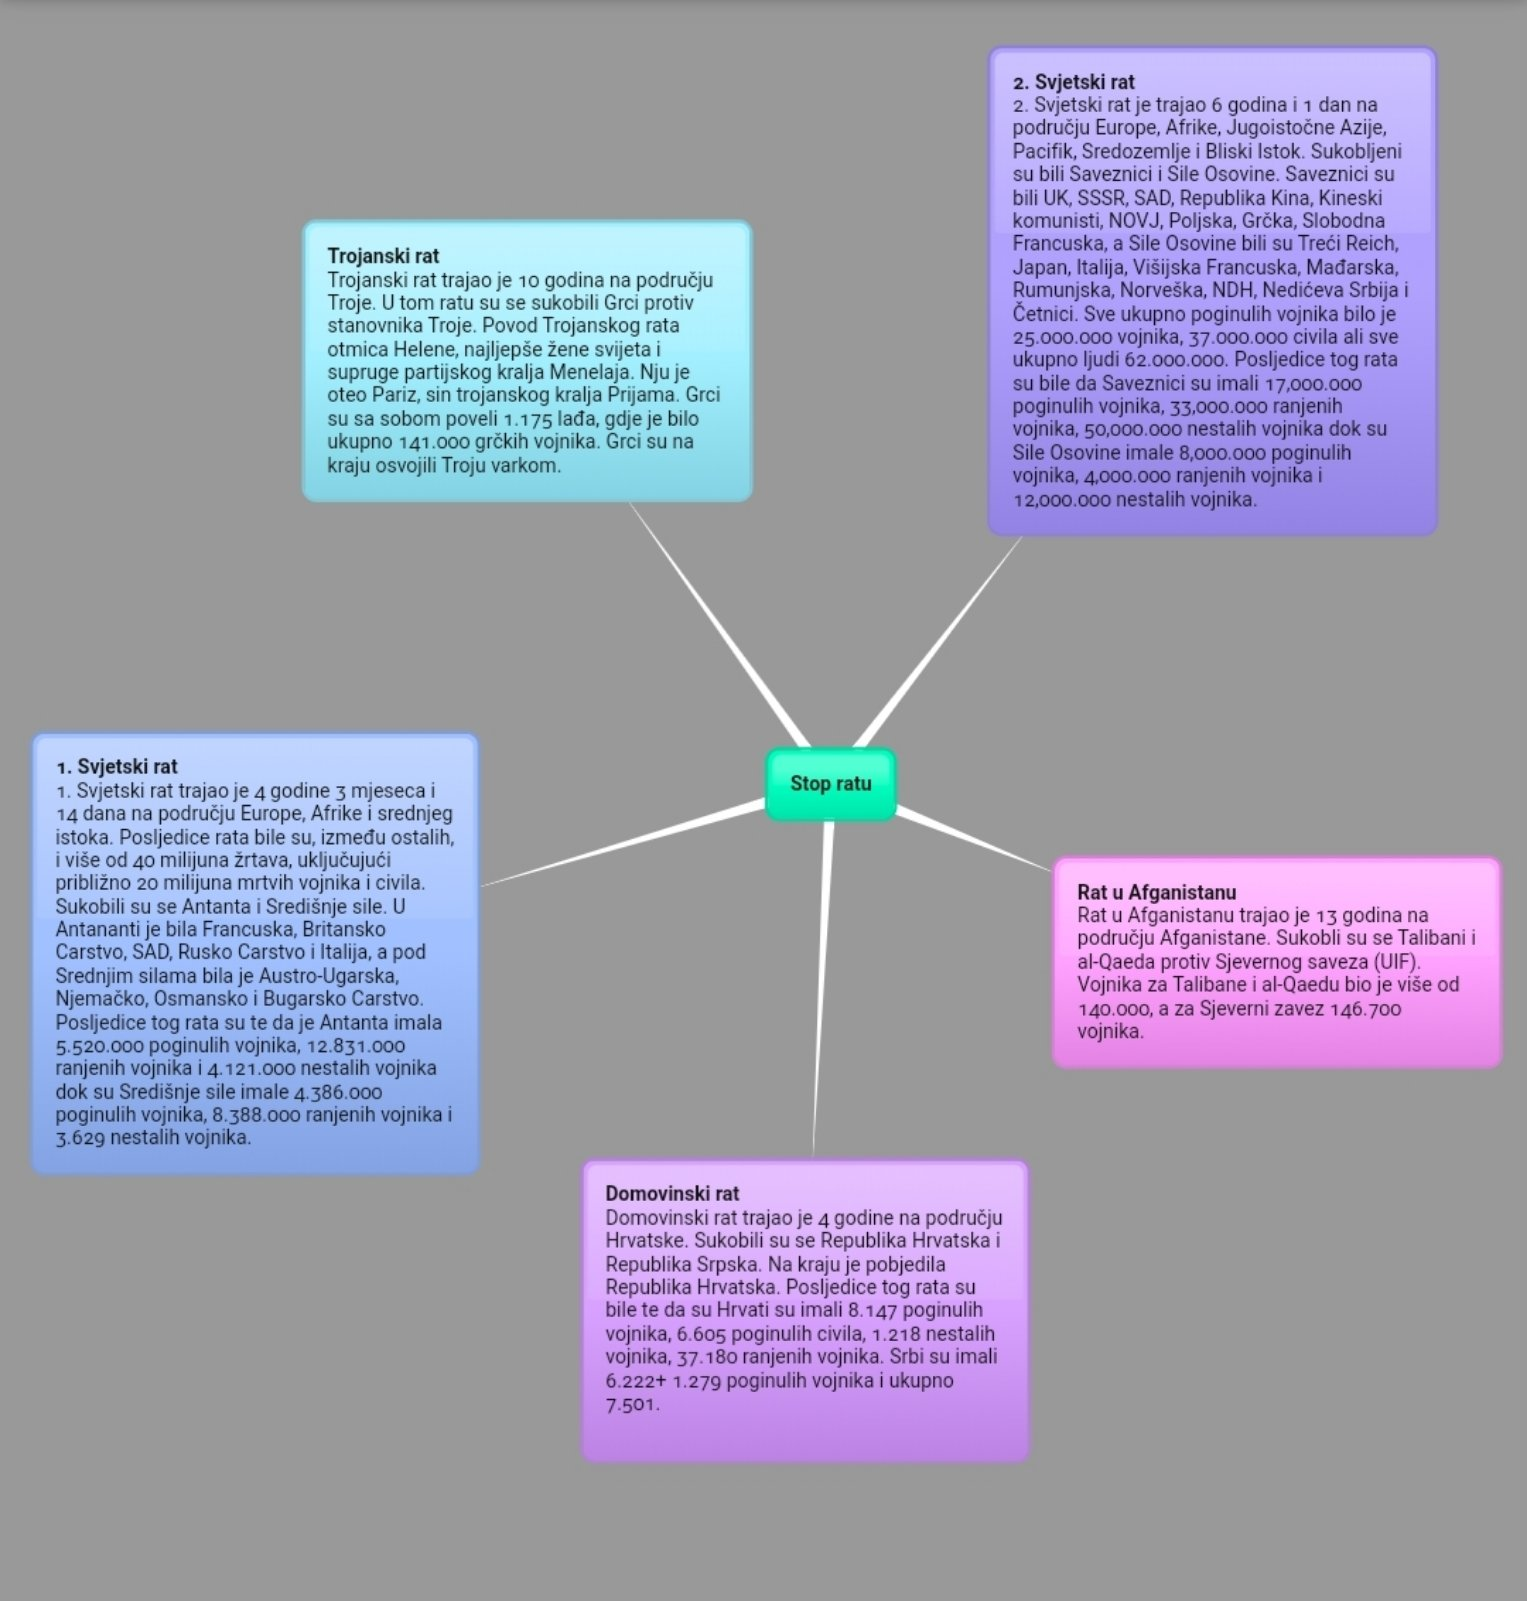 Trojanski rat
Trojanski rat trajao je 10 godina na području
Troje. U tom ratu su se sukobili Grci protiv
stanovnika Troje. Povod Trojanskog rata
otmica Helene, najljepše žene svijeta i
supruge partijskog kralja Menelaja. Nju je
oteo Pariz, sin trojanskog kralja Prijama. Grci
su sa sobom poveli 1.175 lađa, gdje je bilo
ukupno 141.000 grčkih vojnika. Grci su na
kraju osvojili Troju varkom.
2. Svjetski rat
2. Svjetski rat je trajao 6 godina i 1 dan na
području Europe, Afrike, Jugoistočne Azije,
Pacifik, Sredozemlje i Bliski Istok. Sukobljeni
su bili Saveznici i Sile Osovine. Saveznici su
bili UK, SSSR, SAD, Republika Kina, Kineski
komunisti, NOVJ, Poljska, Grčka, Slobodna
Francuska, a Sile Osovine bili su Treći Reich,
Japan, Italija, Višijska Francuska, Mađarska,
Rumunjska, Norveška, NDH, Nedićeva Srbija i
Četnici. Sve ukupno poginulih vojnika bilo je
25.000.000 vojnika, 37.000.000 civila ali sve
ukupno ljudi 62.000.000. Posljedice tog rata
su bile da Saveznici su imali 17,000.000
poginulih vojnika, 33,000.000 ranjenih
vojnika, 50,000.000 nestalih vojnika dok su
Sile Osovine imale 8,000.000 poginulih
vojnika, 4,000.000 ranjenih vojnika i
12,000.000 nestalih vojnika.
Stop ratu
1. Svjetski rat
1. Svjetski rat trajao je 4 godine 3 mjeseca i
14 dana na području Europe, Afrike i srednjeg
istoka. Posljedice rata bile su, između ostalih,
i više od 40 milijuna žrtava, uključujući
približno 20 milijuna mrtvih vojnika i civila.
Sukobili su se Antanta i Središnje sile. U
Antananti je bila Francuska, Britansko
Carstvo, SAD, Rusko Carstvo i Italija, a pod
Srednjim silama bila je Austro-Ugarska,
Njemačko, Osmansko i Bugarsko Carstvo.
Posljedice tog rata su te da je Antanta imala
5.520.000 poginulih vojnika, 12.831.000
ranjenih vojnika i 4.121.000 nestalih vojnika
dok su Središnje sile imale 4.386.000
poginulih vojnika, 8.388.000 ranjenih vojnika i
3.629 nestalih vojnika.
Rat u Afganistanu
Rat u Afganistanu trajao je 13 godina na
području Afganistane. Sukobli su se Talibani i
al-Qaeda protiv Sjevernog saveza (UIF).
Vojnika za Talibane i al-Qaedu bio je više od
140.000, a za Sjeverni zavez 146.700
vojnika.
Domovinski rat
Domovinski rat trajao je 4 godine na području
Hrvatske. Sukobili su se Republika Hrvatska i
Republika Srpska. Na kraju je pobjedila
Republika Hrvatska. Posljedice tog rata su
bile te da su Hrvati su imali 8.147 poginulih
vojnika, 6.605 poginulih civila, 1.218 nestalih
vojnika, 37.180 ranjenih vojnika. Srbi su imali
6.222+ 1.279 poginulih vojnika i ukupno
7.501.